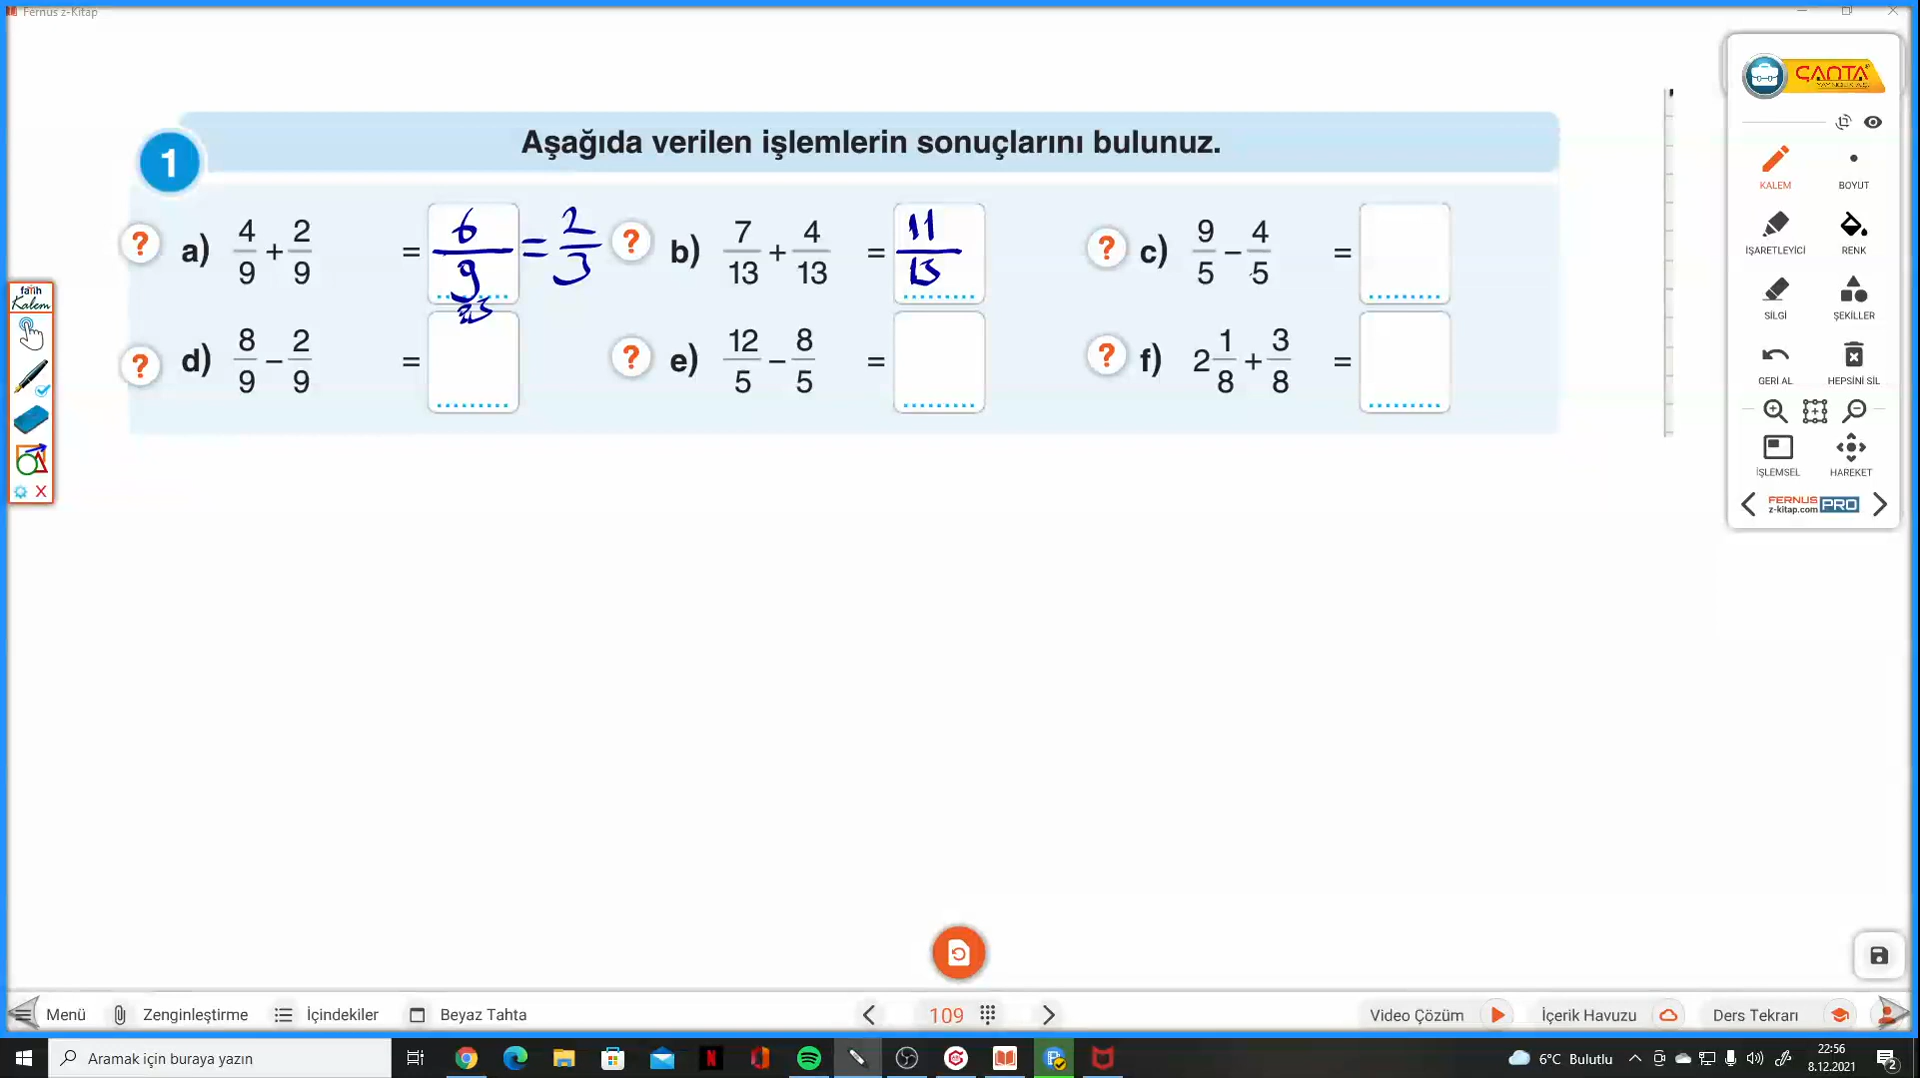 Fernus z-Kitap
ÇANTA
YAYINCILIK A.Ş.
1
Aşağıda verilen işlemlerin sonuçlarını bulunuz.
? a) 4/9 + 2/9 = 6/9 = 2/3 ? b) 7/13 + 4/13 = 11/13 ? c) 9/5 − 4/5 =
? d) 8/9 − 2/9 = ? e) 12/5 − 8/5 = ? f) 2 1/8 + 3/8 =
fatih
Kalem
X
KALEM BOYUT
İŞARETLEYİCİ RENK
SİLGİ ŞEKİLLER
GERİ AL HEPSİNİ SİL
İŞLEMSEL HAREKET
FERNUS PRO
z-kitap.com
Menü Zenginleştirme İçindekiler Beyaz Tahta 109 Video Çözüm İçerik Havuzu Ders Tekrarı
Aramak için buraya yazın
6°C Bulutlu
22:56
8.12.2021
2